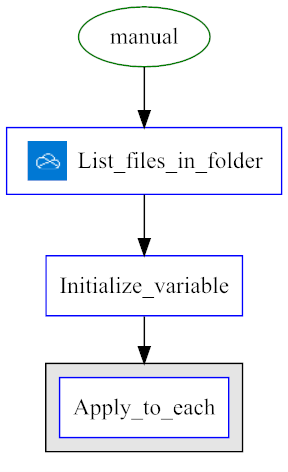 manual
List_files_in_folder
Initialize_variable
Apply_to_each